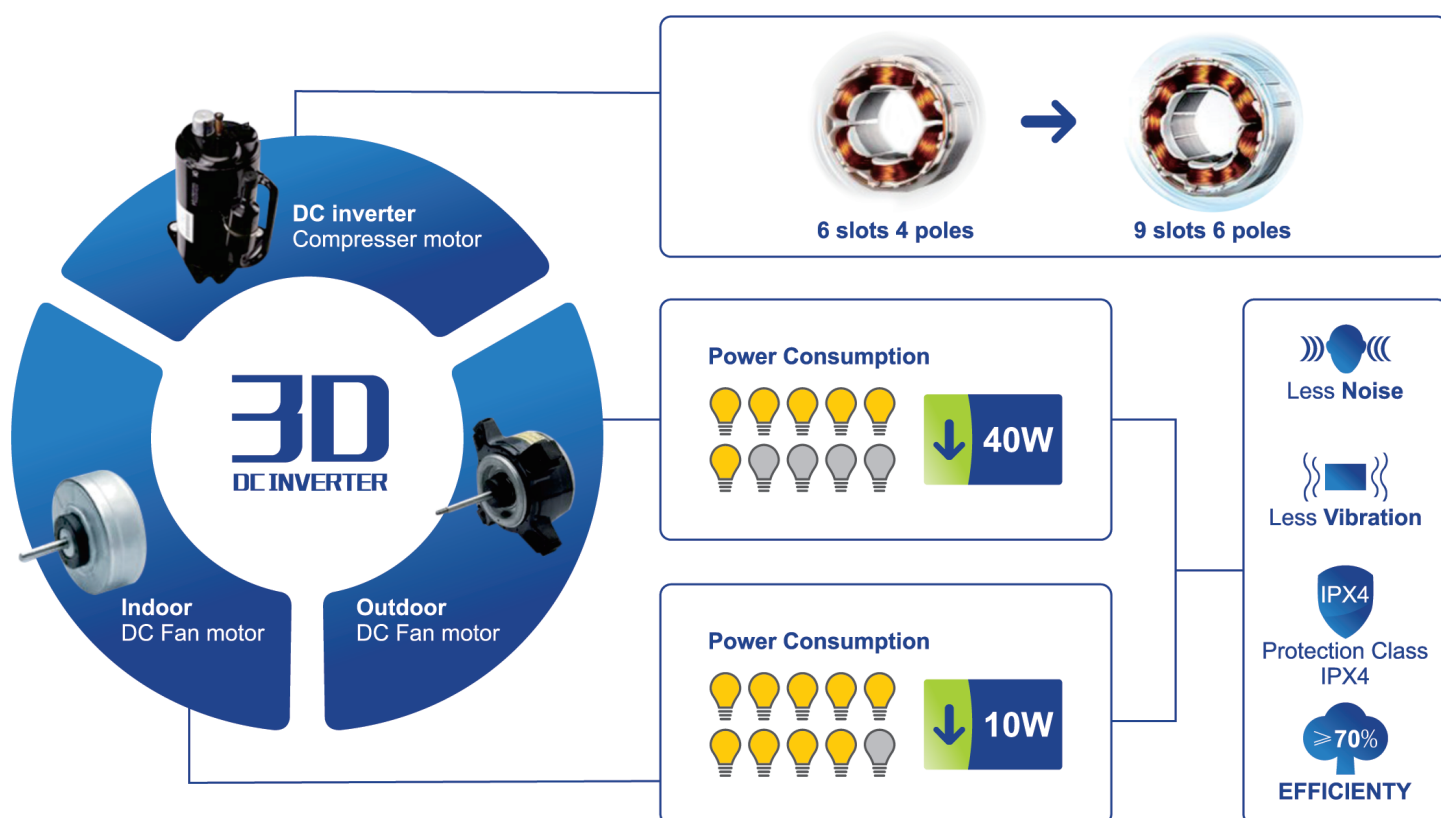 6 slots 4 poles
9 slots 6 poles
DC inverter
Compresser motor
3D
DC INVERTER
Indoor
DC Fan motor
Outdoor
DC Fan motor
Power Consumption
40W
Power Consumption
10W
Less Noise
Less Vibration
IPX4
Protection Class
IPX4
≥70%
EFFICIENTY